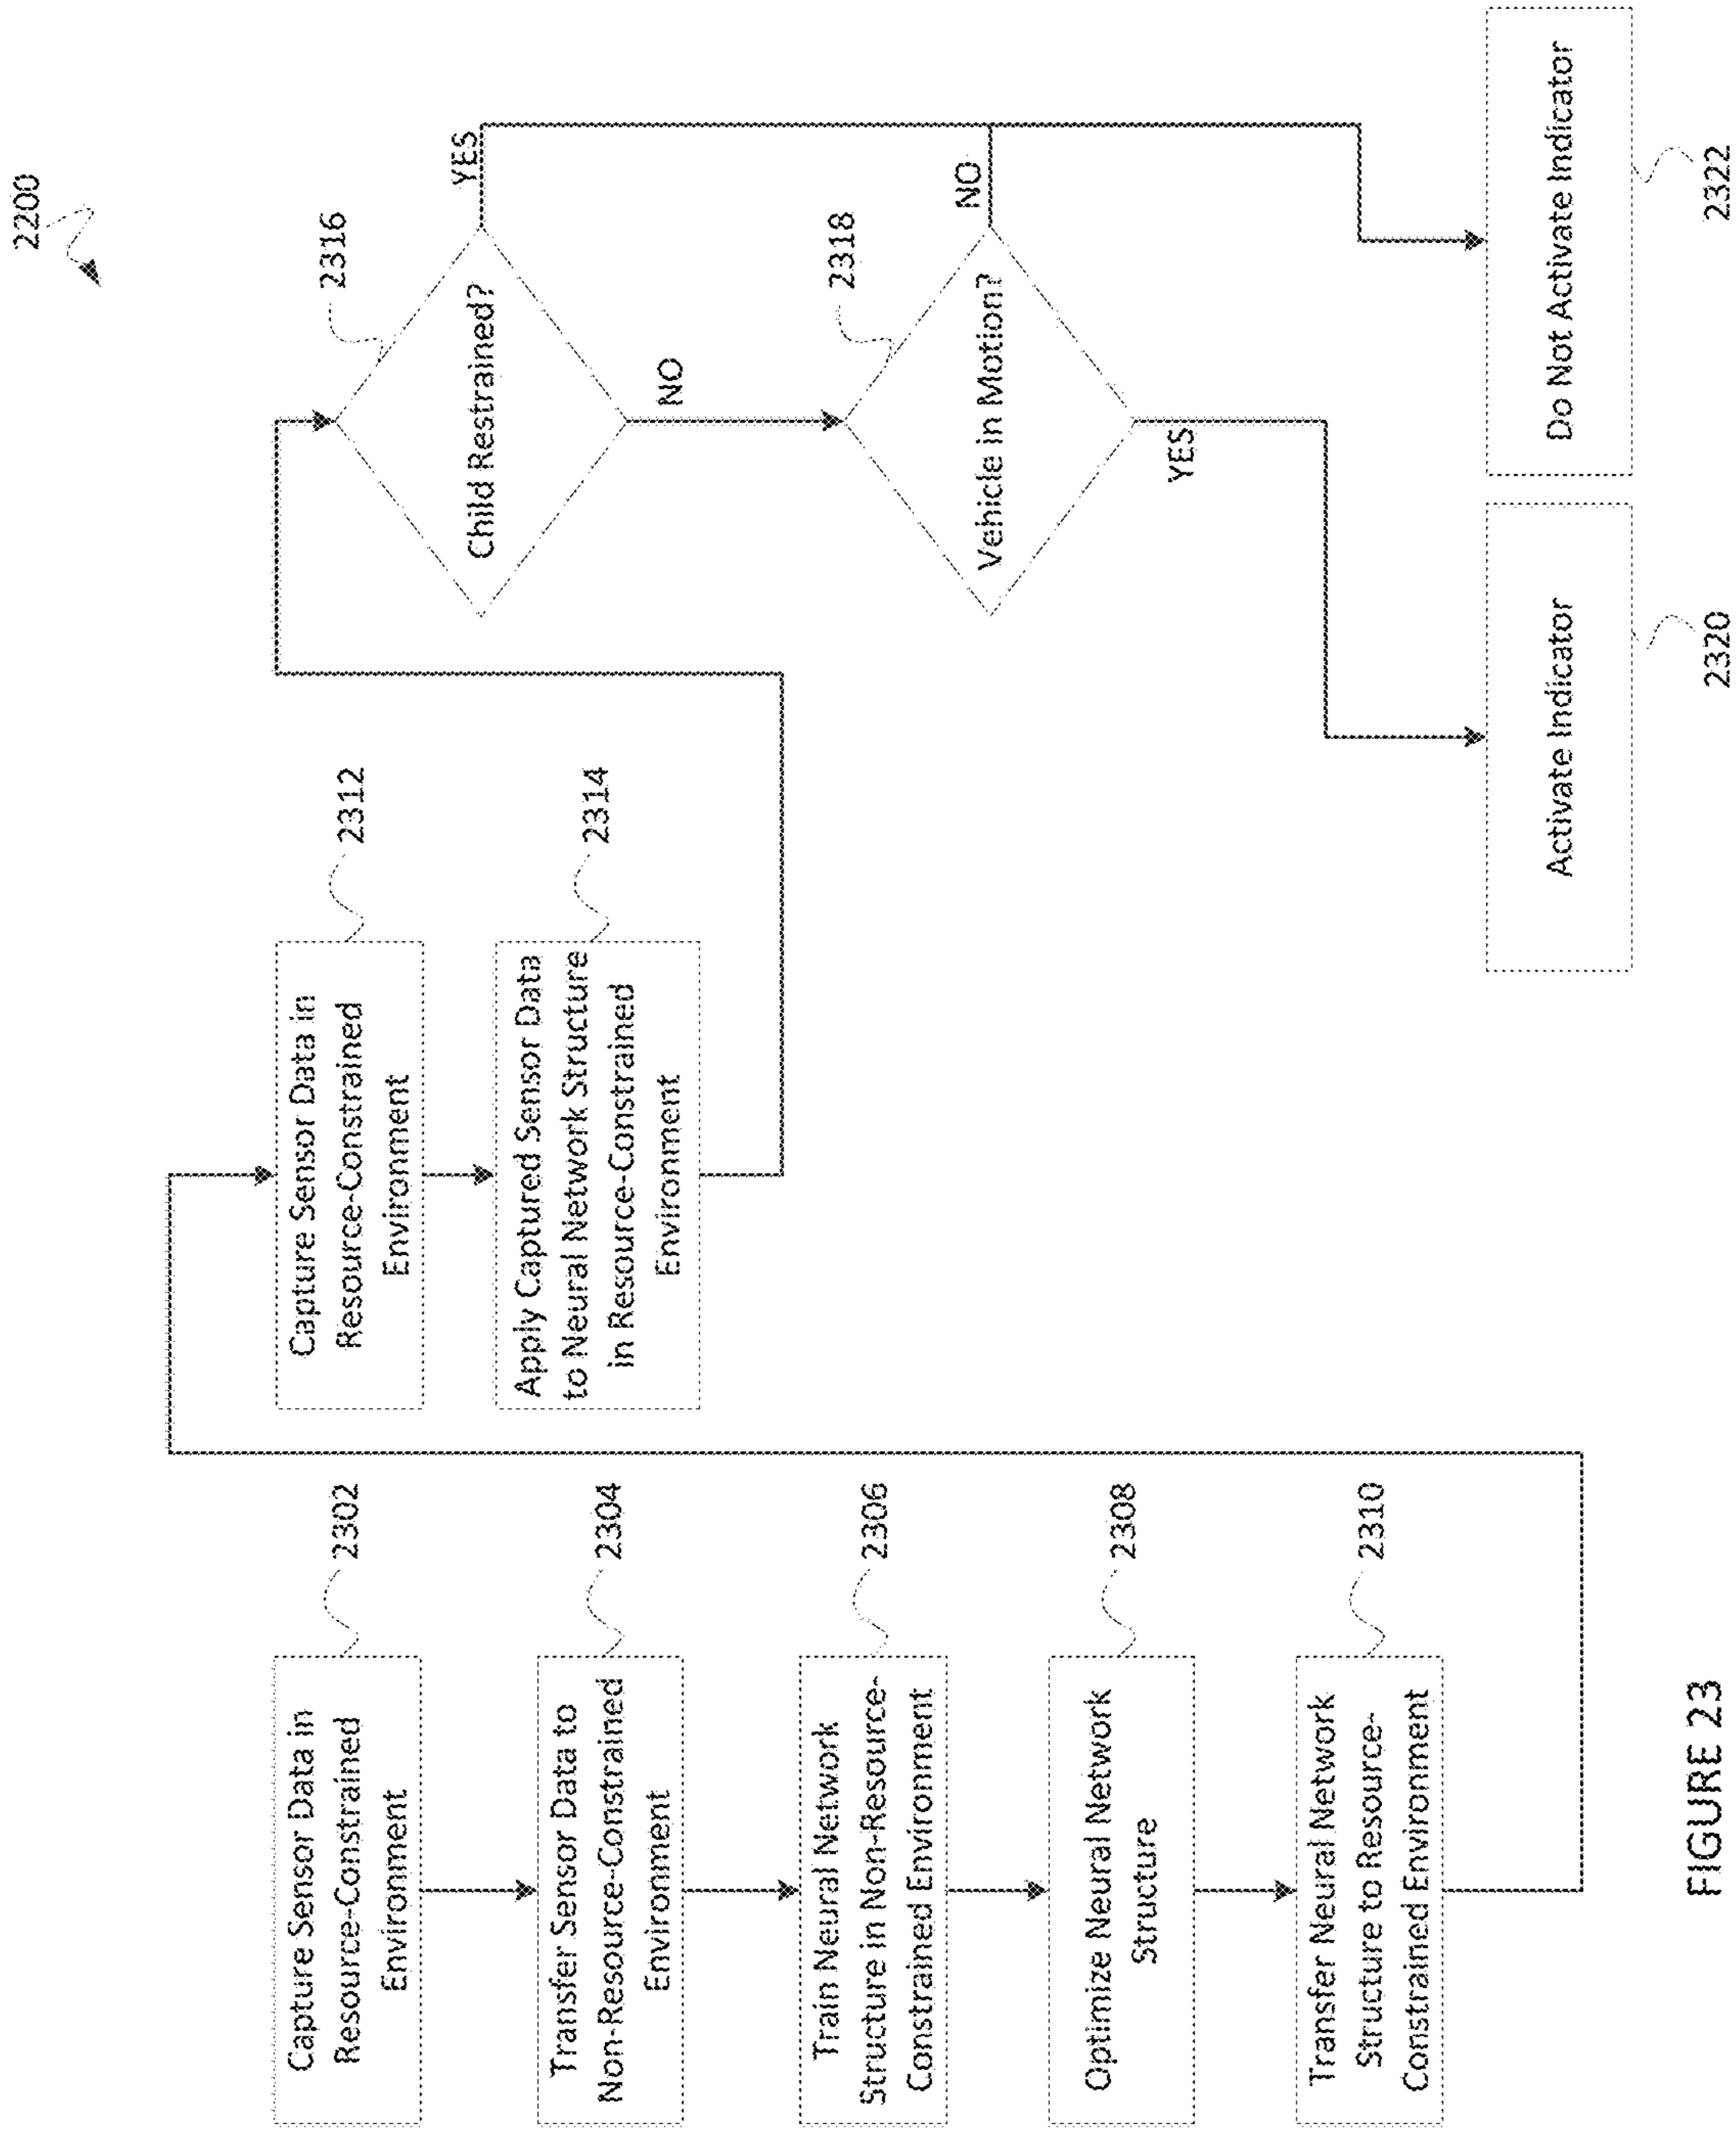 2200
Capture Sensor Data in
Resource-Constrained
Environment
2302
Transfer Sensor Data to
Non-Resource-Constrained
Environment
2304
Train Neural Network
Structure in Non-Resource-
Constrained Environment
2306
Optimize Neural Network
Structure
2308
Transfer Neural Network
Structure to Resource-
Constrained Environment
2310
Capture Sensor Data in
Resource-Constrained
Environment
2312
Apply Captured Sensor Data
to Neural Network Structure
in Resource-Constrained
Environment
2314
Child Restrained?
2316
YES
NO
Vehicle in Motion?
2318
NO
YES
Activate Indicator
2320
Do Not Activate Indicator
2322
FIGURE 23